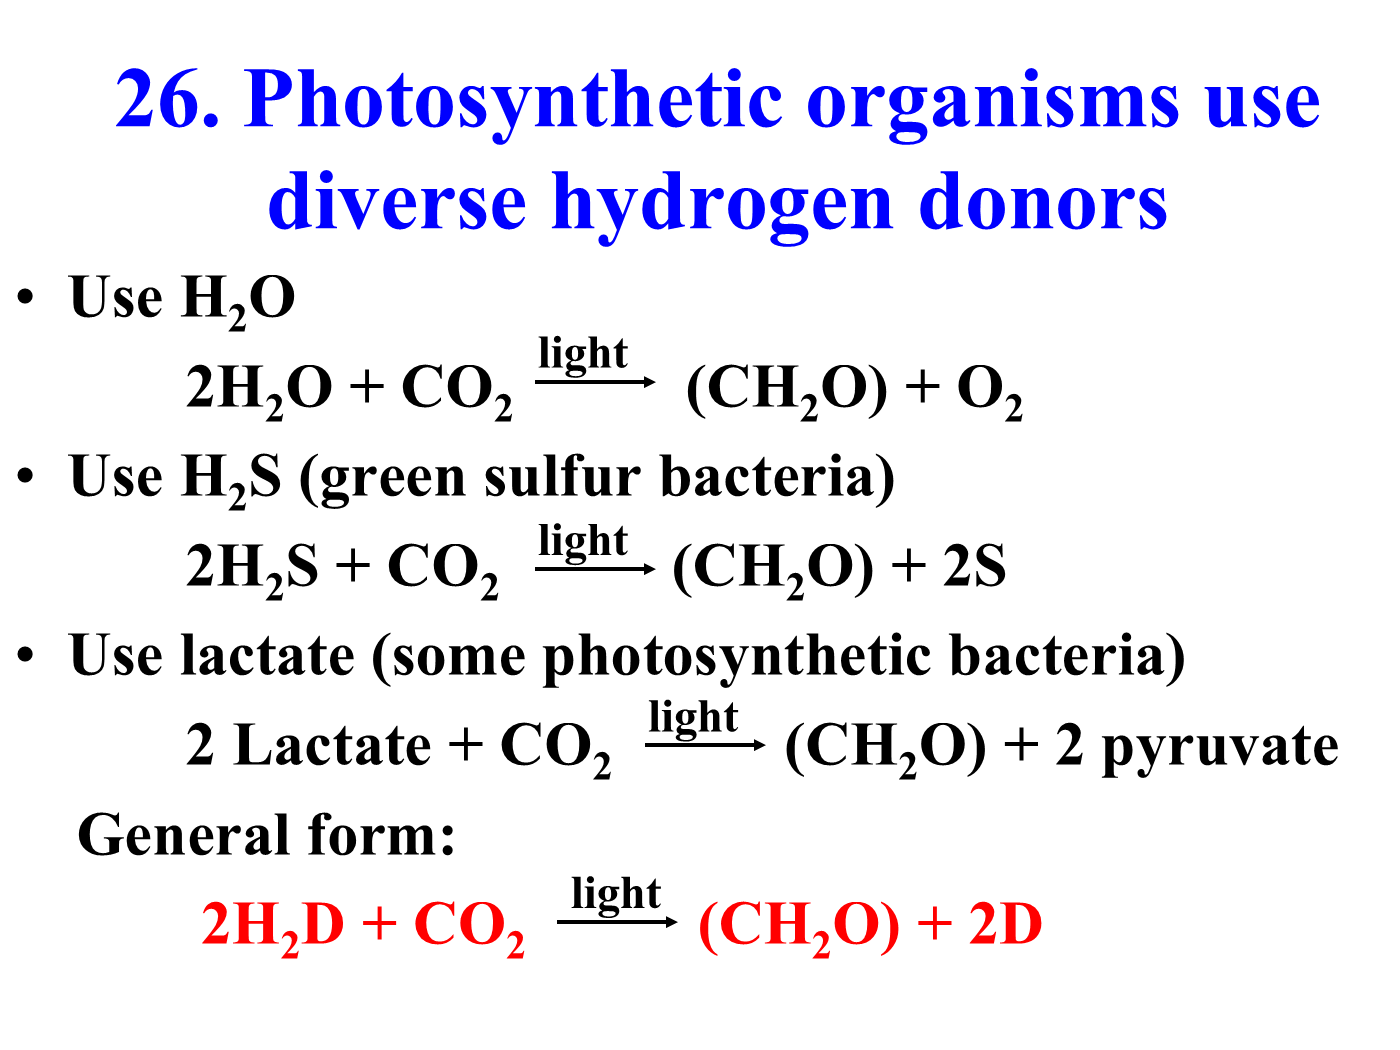 26. Photosynthetic organisms use
diverse hydrogen donors
• Use H₂O
2H₂O + CO₂ light (CH₂O) + O₂
• Use H₂S (green sulfur bacteria)
2H₂S + CO₂ light (CH₂O) + 2S
• Use lactate (some photosynthetic bacteria)
2 Lactate + CO₂ light (CH₂O) + 2 pyruvate
General form:
2H₂D + CO₂ light (CH₂O) + 2D